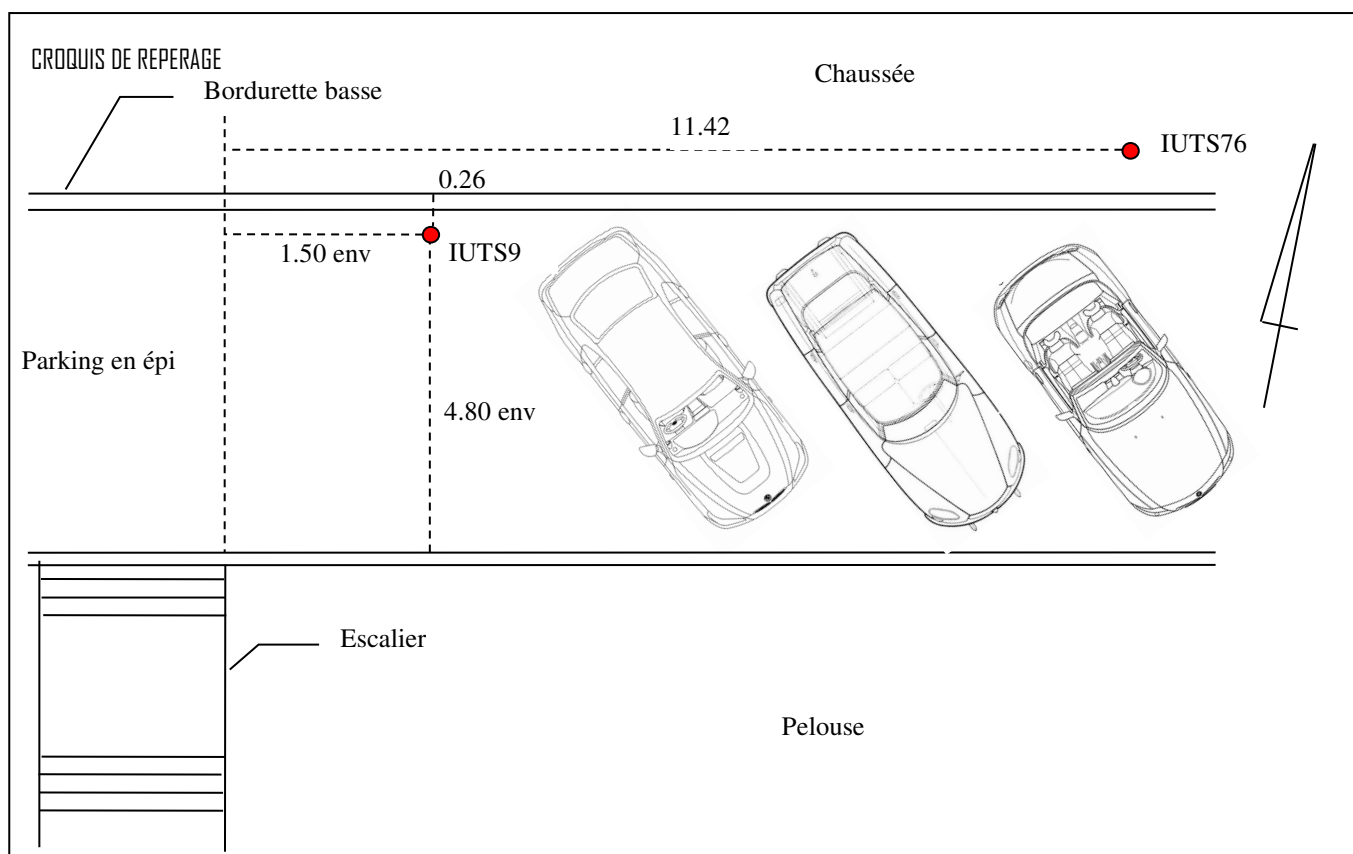 CROQUIS DE REPERAGE
Chaussée
Bordurette basse
11.42
IUTS76
0.26
1.50 env
IUTS9
Parking en épi
4.80 env
Escalier
Pelouse